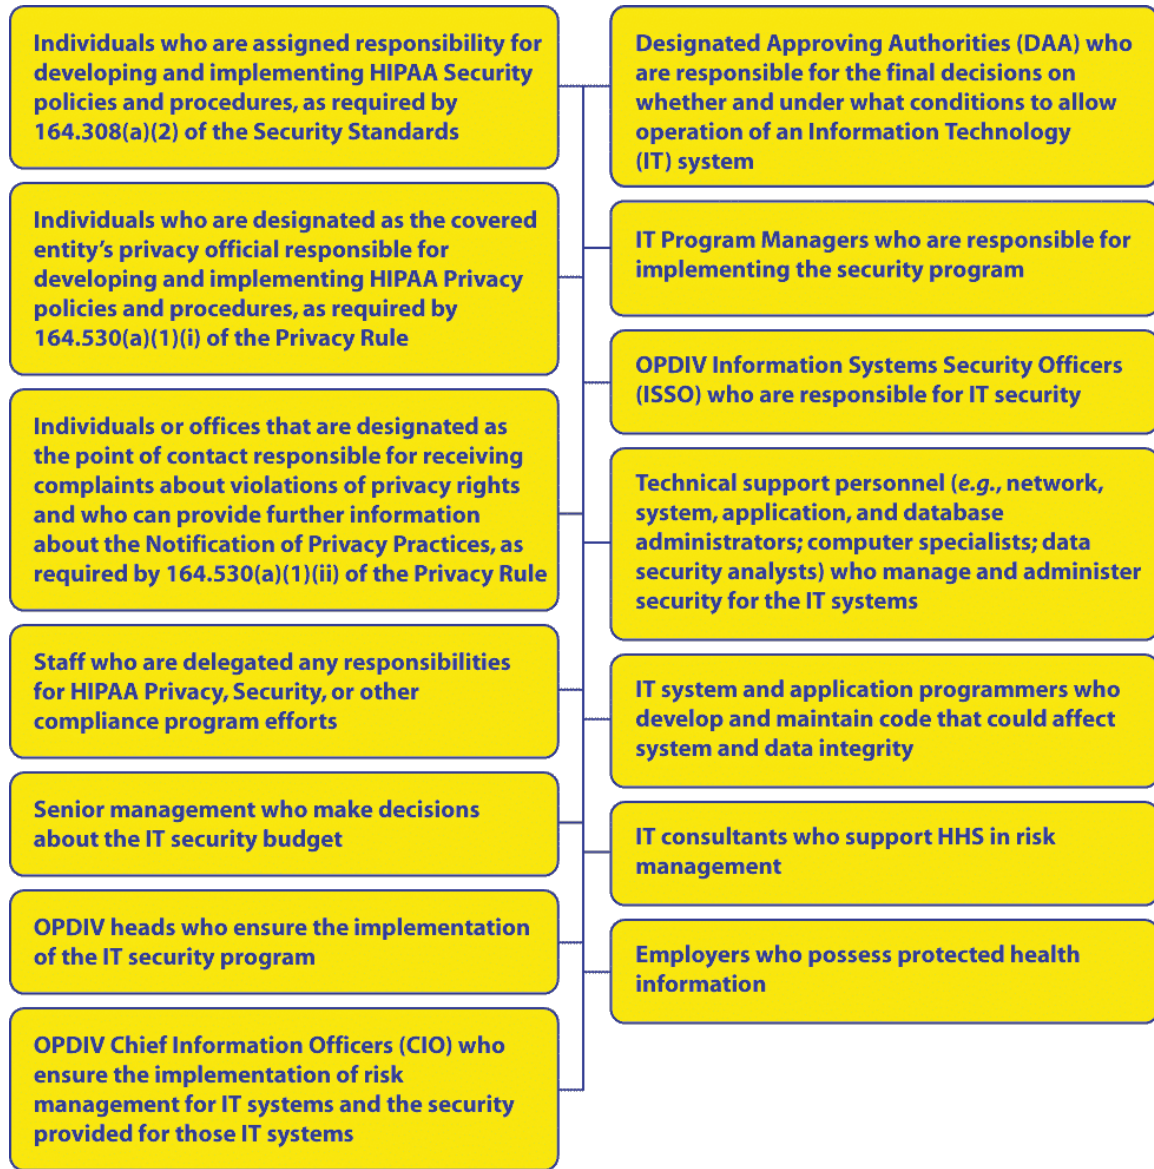 Individuals who are assigned responsibility for
developing and implementing HIPAA Security
policies and procedures, as required by
164.308(a)(2) of the Security Standards
Individuals who are designated as the covered
entity’s privacy official responsible for
developing and implementing HIPAA Privacy
policies and procedures, as required by
164.530(a)(1)(i) of the Privacy Rule
Individuals or offices that are designated as
the point of contact responsible for receiving
complaints about violations of privacy rights
and who can provide further information
about the Notification of Privacy Practices, as
required by 164.530(a)(1)(ii) of the Privacy Rule
Staff who are delegated any responsibilities
for HIPAA Privacy, Security, or other
compliance program efforts
Senior management who make decisions
about the IT security budget
OPDIV heads who ensure the implementation
of the IT security program
OPDIV Chief Information Officers (CIO) who
ensure the implementation of risk
management for IT systems and the security
provided for those IT systems
Designated Approving Authorities (DAA) who
are responsible for the final decisions on
whether and under what conditions to allow
operation of an Information Technology
(IT) system
IT Program Managers who are responsible for
implementing the security program
OPDIV Information Systems Security Officers
(ISSO) who are responsible for IT security
Technical support personnel (e.g., network,
system, application, and database
administrators; computer specialists; data
security analysts) who manage and administer
security for the IT systems
IT system and application programmers who
develop and maintain code that could affect
system and data integrity
IT consultants who support HHS in risk
management
Employers who possess protected health
information